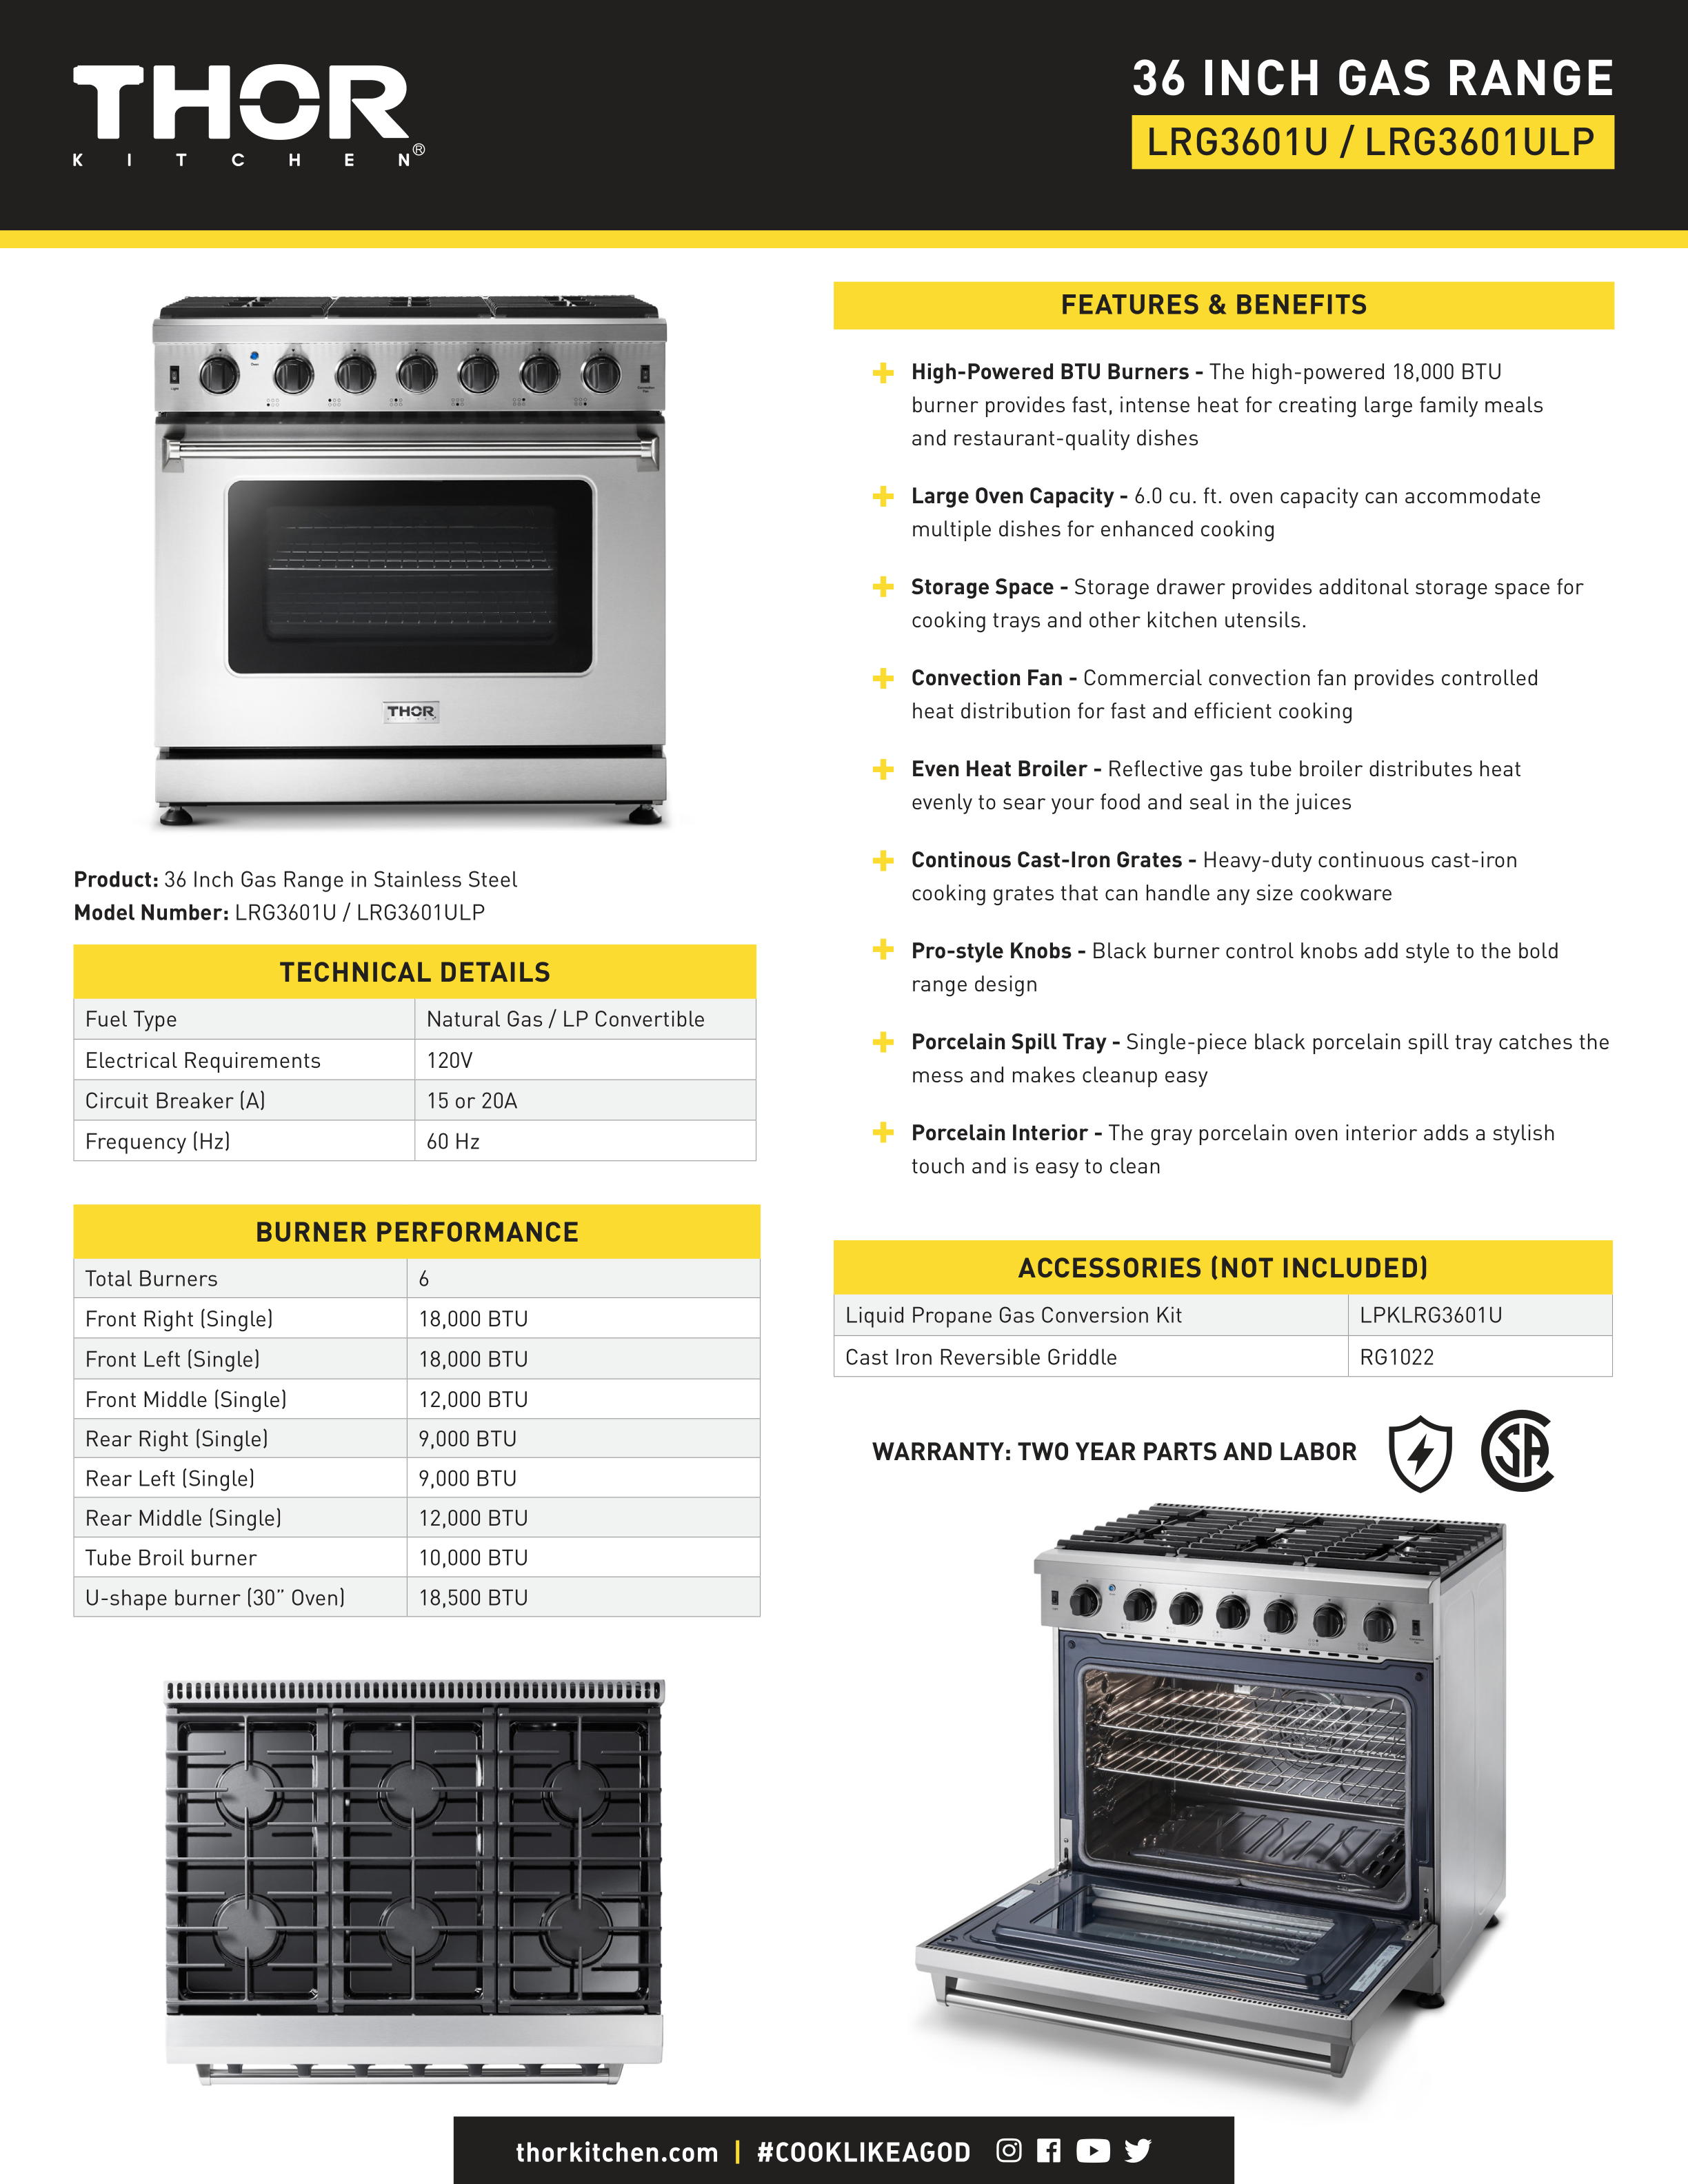 THOR
KITCHEN®
36 INCH GAS RANGE
LRG3601U / LRG3601ULP
THOR
Product: 36 Inch Gas Range in Stainless Steel
Model Number: LRG3601U / LRG3601ULP
TECHNICAL DETAILS
Fuel Type Natural Gas / LP Convertible
Electrical Requirements 120V
Circuit Breaker (A) 15 or 20A
Frequency (Hz) 60 Hz
BURNER PERFORMANCE
Total Burners 6
Front Right (Single) 18,000 BTU
Front Left (Single) 18,000 BTU
Front Middle (Single) 12,000 BTU
Rear Right (Single) 9,000 BTU
Rear Left (Single) 9,000 BTU
Rear Middle (Single) 12,000 BTU
Tube Broil burner 10,000 BTU
U-shape burner (30” Oven) 18,500 BTU
FEATURES & BENEFITS
High-Powered BTU Burners - The high-powered 18,000 BTU
burner provides fast, intense heat for creating large family meals
and restaurant-quality dishes
Large Oven Capacity - 6.0 cu. ft. oven capacity can accommodate
multiple dishes for enhanced cooking
Storage Space - Storage drawer provides additonal storage space for
cooking trays and other kitchen utensils.
Convection Fan - Commercial convection fan provides controlled
heat distribution for fast and efficient cooking
Even Heat Broiler - Reflective gas tube broiler distributes heat
evenly to sear your food and seal in the juices
Continous Cast-Iron Grates - Heavy-duty continuous cast-iron
cooking grates that can handle any size cookware
Pro-style Knobs - Black burner control knobs add style to the bold
range design
Porcelain Spill Tray - Single-piece black porcelain spill tray catches the
mess and makes cleanup easy
Porcelain Interior - The gray porcelain oven interior adds a stylish
touch and is easy to clean
ACCESSORIES (NOT INCLUDED)
Liquid Propane Gas Conversion Kit LPKLRG3601U
Cast Iron Reversible Griddle RG1022
WARRANTY: TWO YEAR PARTS AND LABOR
CSA
thorkitchen.com | #COOKLIKEAGOD